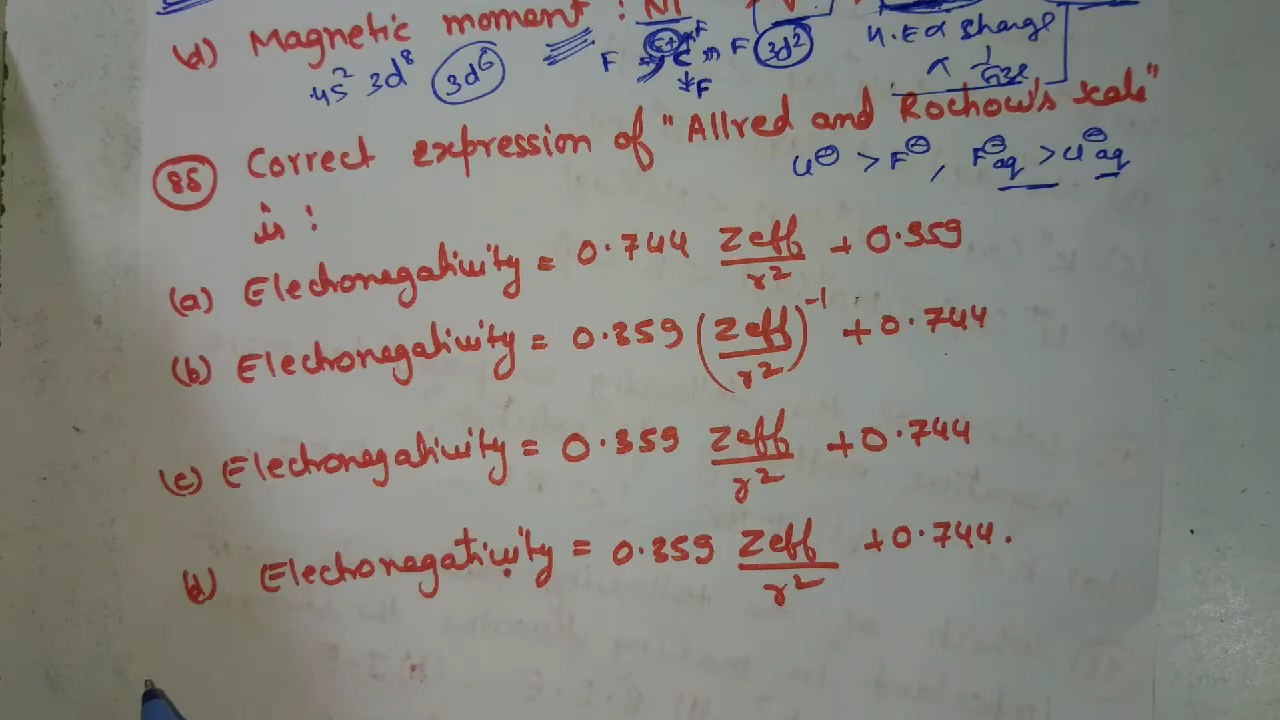 (d) Magnetic moment : Ni
4s² 3d⁸ 3d⁶ F F F F 3d² H.E α Charge
α 1/size
88 Correct expression of "Allred and Rochow's scale"
is :
Cl⊖ > F⊖ , F⊖aq > Cl⊖aq
(a) Electronegativity = 0.744 Zeff/r² + 0.359
(b) Electronegativity = 0.359 (Zeff/r²)⁻¹ + 0.744
(c) Electronegativity = 0.359 Zeff/r² + 0.744
(d) Electronegativity = 0.359 Zeff/r² + 0.744.